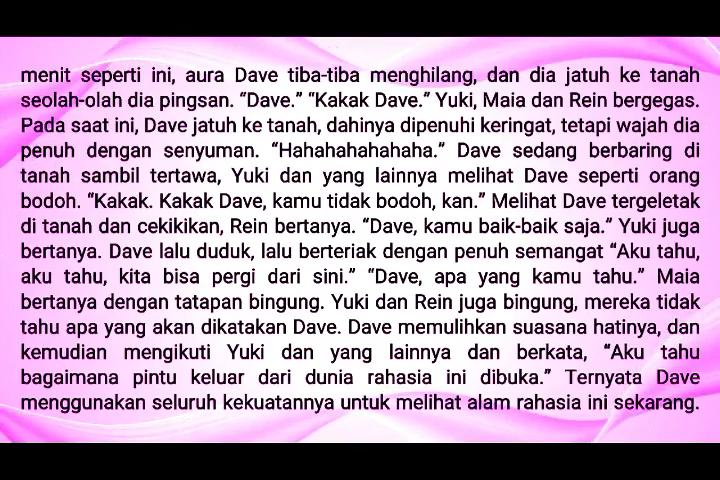 menit seperti ini, aura Dave tiba-tiba menghilang, dan dia jatuh ke tanah
seolah-olah dia pingsan. “Dave.” “Kakak Dave.” Yuki, Maia dan Rein bergegas.
Pada saat ini, Dave jatuh ke tanah, dahinya dipenuhi keringat, tetapi wajah dia
penuh dengan senyuman. “Hahahahahahaha.” Dave sedang berbaring di
tanah sambil tertawa, Yuki dan yang lainnya melihat Dave seperti orang
bodoh. “Kakak. Kakak Dave, kamu tidak bodoh, kan.” Melihat Dave tergeletak
di tanah dan cekikikan, Rein bertanya. “Dave, kamu baik-baik saja.” Yuki juga
bertanya. Dave lalu duduk, lalu berteriak dengan penuh semangat “Aku tahu,
aku tahu, kita bisa pergi dari sini.” “Dave, apa yang kamu tahu.” Maia
bertanya dengan tatapan bingung. Yuki dan Rein juga bingung, mereka tidak
tahu apa yang akan dikatakan Dave. Dave memulihkan suasana hatinya, dan
kemudian mengikuti Yuki dan yang lainnya dan berkata, “Aku tahu
bagaimana pintu keluar dari dunia rahasia ini dibuka.” Ternyata Dave
menggunakan seluruh kekuatannya untuk melihat alam rahasia ini sekarang.